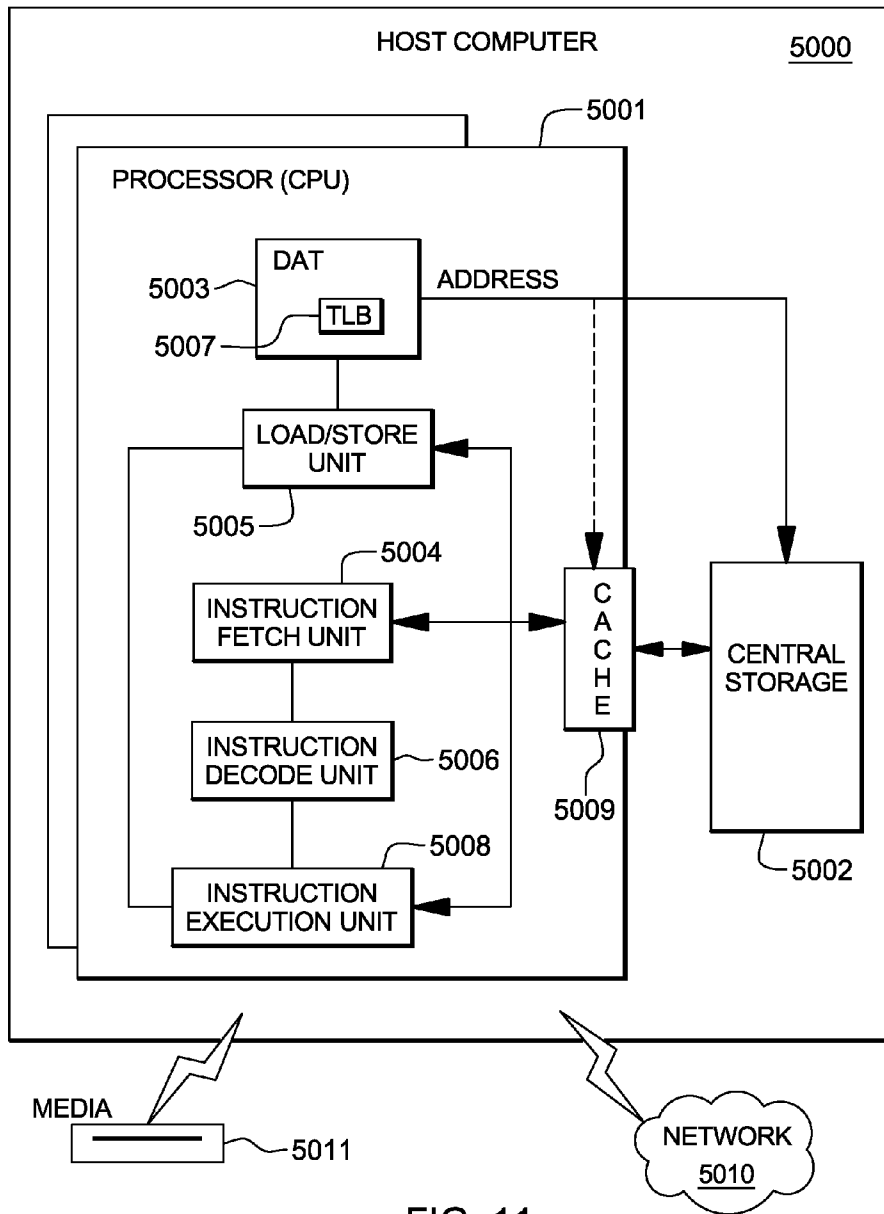 HOST COMPUTER
5000
5001
PROCESSOR (CPU)
DAT
5003
TLB
5007
ADDRESS
LOAD/STORE
UNIT
5005
5004
INSTRUCTION
FETCH UNIT
CACHE
CENTRAL
STORAGE
INSTRUCTION
DECODE UNIT
5006
5009
5008
5002
INSTRUCTION
EXECUTION UNIT
MEDIA
5011
NETWORK
5010